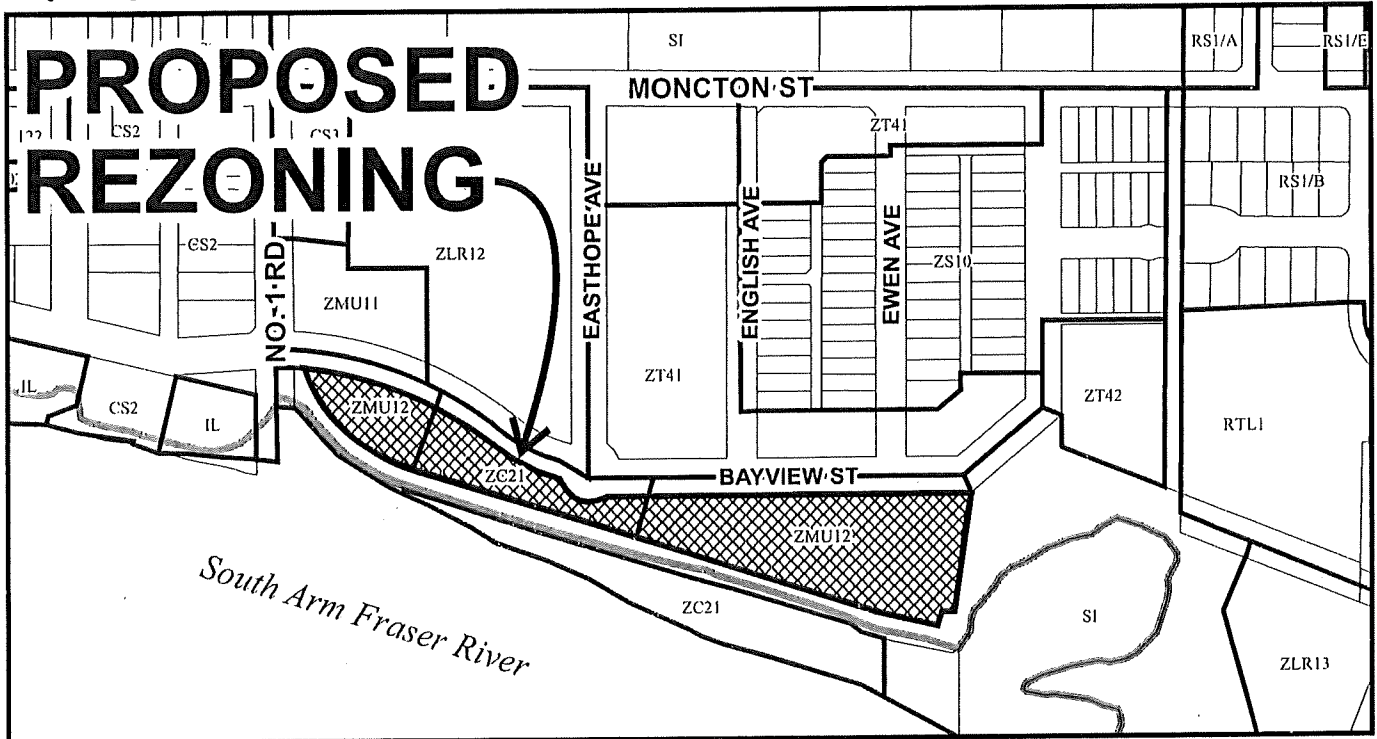 SI
RS1/A
RS1/E
PROPOSED
REZONING
MONCTON ST
CS2
CS3
ZT41
RS1/B
CS2
NO. 1 RD
ZLR12
EASTHOPE AVE
ENGLISH AVE
EWEN AVE
ZS10
ZMU11
ZT41
ZT42
RTL1
IL
CS2
IL
ZMU12
ZC21
BAYVIEW ST
ZMU12
South Arm Fraser River
ZC21
SI
ZLR13